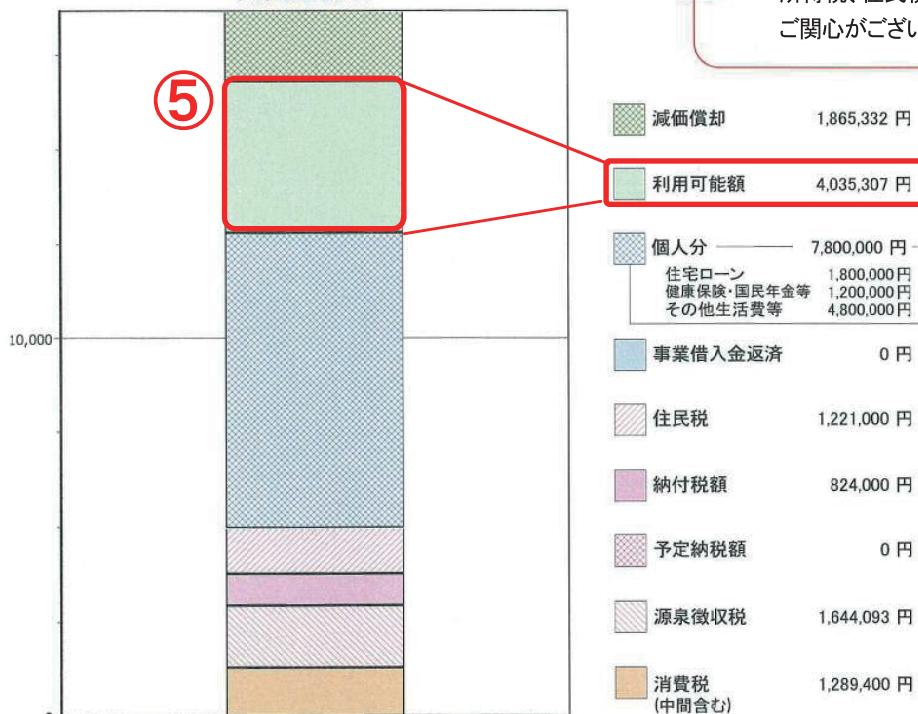 ご関心がござい
⑤
減価償却 1,865,332 円
利用可能額 4,035,307 円
個人分 7,800,000 円
住宅ローン 1,800,000円
健康保険・国民年金等 1,200,000円
その他生活費等 4,800,000円
10,000
事業借入金返済 0 円
住民税 1,221,000 円
納付税額 824,000 円
予定納税額 0 円
源泉徴収税 1,644,093 円
消費税 1,289,400 円
(中間含む)